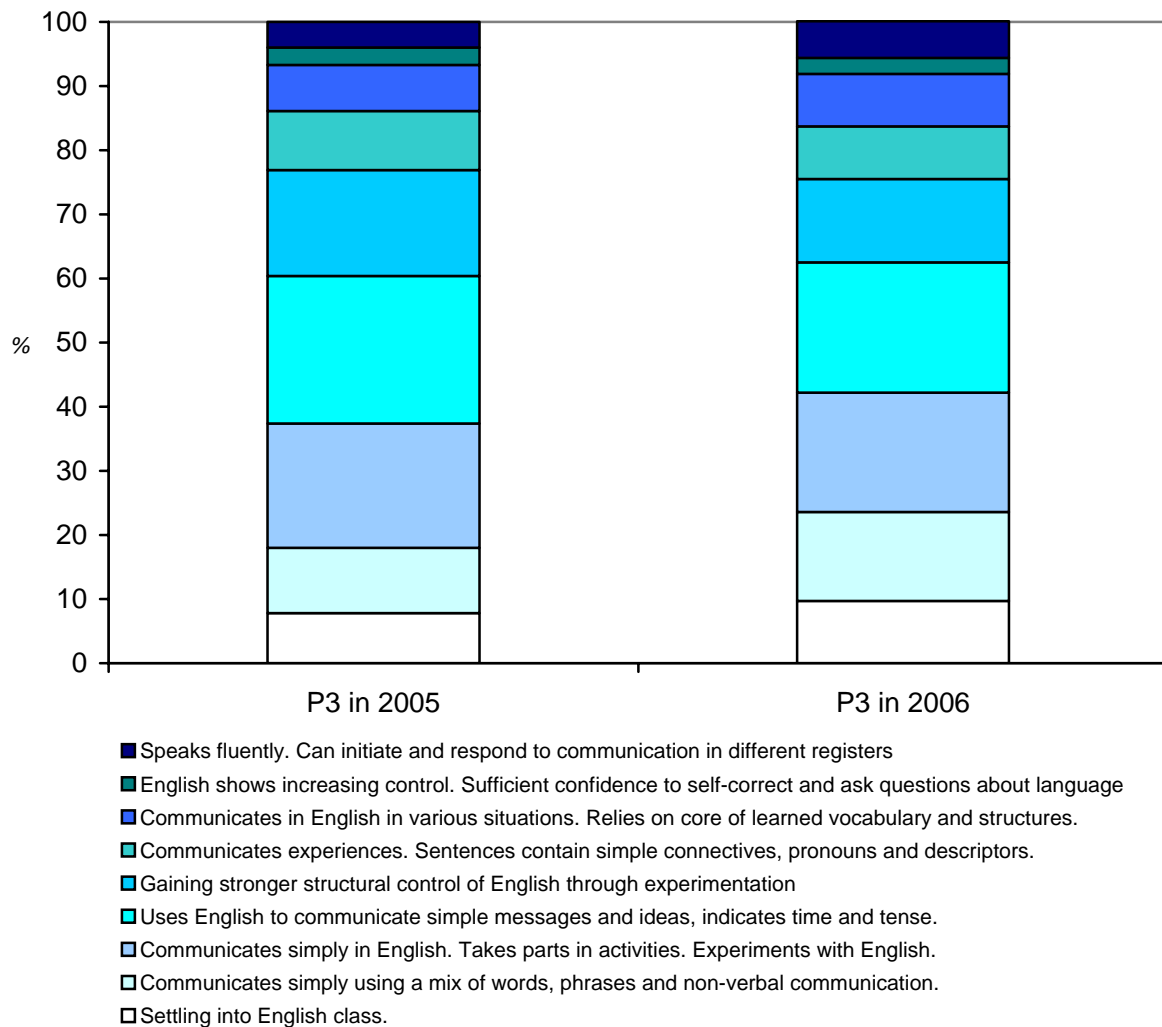 100
90
80
70
60
%
50
40
30
20
10
0
P3 in 2005
P3 in 2006
Speaks fluently. Can initiate and respond to communication in different registers
English shows increasing control. Sufficient confidence to self-correct and ask questions about language
Communicates in English in various situations. Relies on core of learned vocabulary and structures.
Communicates experiences. Sentences contain simple connectives, pronouns and descriptors.
Gaining stronger structural control of English through experimentation
Uses English to communicate simple messages and ideas, indicates time and tense.
Communicates simply in English. Takes parts in activities. Experiments with English.
Communicates simply using a mix of words, phrases and non-verbal communication.
Settling into English class.